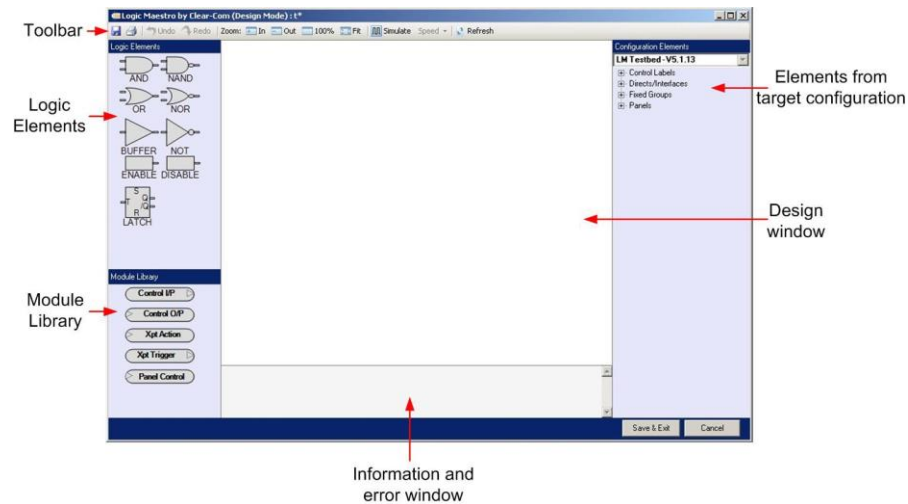 Logic Maestro by Clear-Com (Design Mode) : t*
Toolbar
Undo Redo Zoom: In Out 100% Fit Simulate Speed Refresh
Logic Elements
AND NAND
OR NOR
BUFFER NOT
ENABLE DISABLE
S
T Q
/Q
R
LATCH
Logic
Elements
Configuration Elements
LM Testbed -V5.1.13
Control Labels
Directs/Interfaces
Fixed Groups
Panels
Elements from
target configuration
Design
window
Module Library
Control I/P
Control O/P
Xpt Action
Xpt Trigger
Panel Control
Module
Library
Save & Exit Cancel
Information and
error window